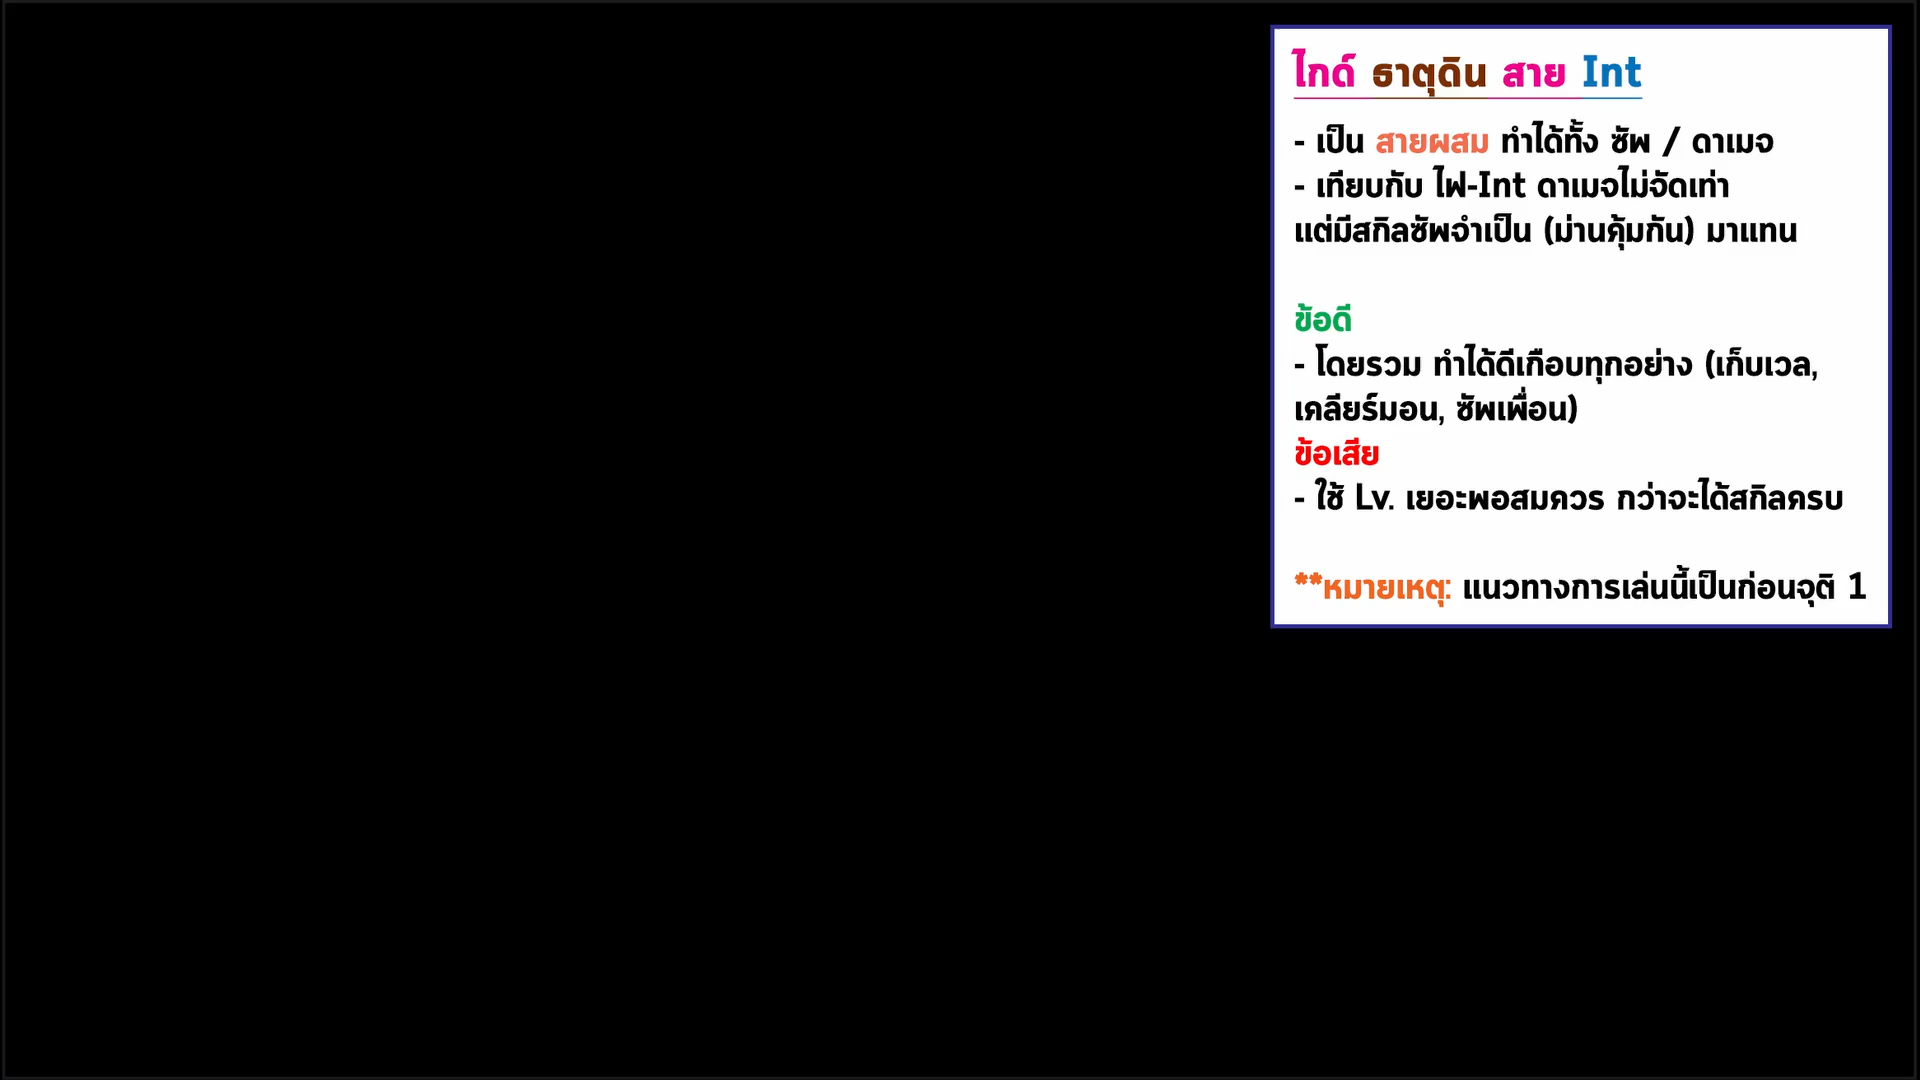 ไกด์ ธาตุดิน สาย Int
- เป็น สายผสม ทำได้ทั้ง ซัพ / ดาเมจ
- เทียบกับ ไฟ-Int ดาเมจไม่จัดเท่า
แต่มีสกิลซัพจำเป็น (ม่านคุ้มกัน) มาแทน
ข้อดี
- โดยรวม ทำได้ดีเกือบทุกอย่าง (เก็บเวล,
เคลียร์มอน, ซัพเพื่อน)
ข้อเสีย
- ใช้ Lv. เยอะพอสมควร กว่าจะได้สกิลครบ
**หมายเหตุ: แนวทางการเล่นนี้เป็นก่อนจุติ 1